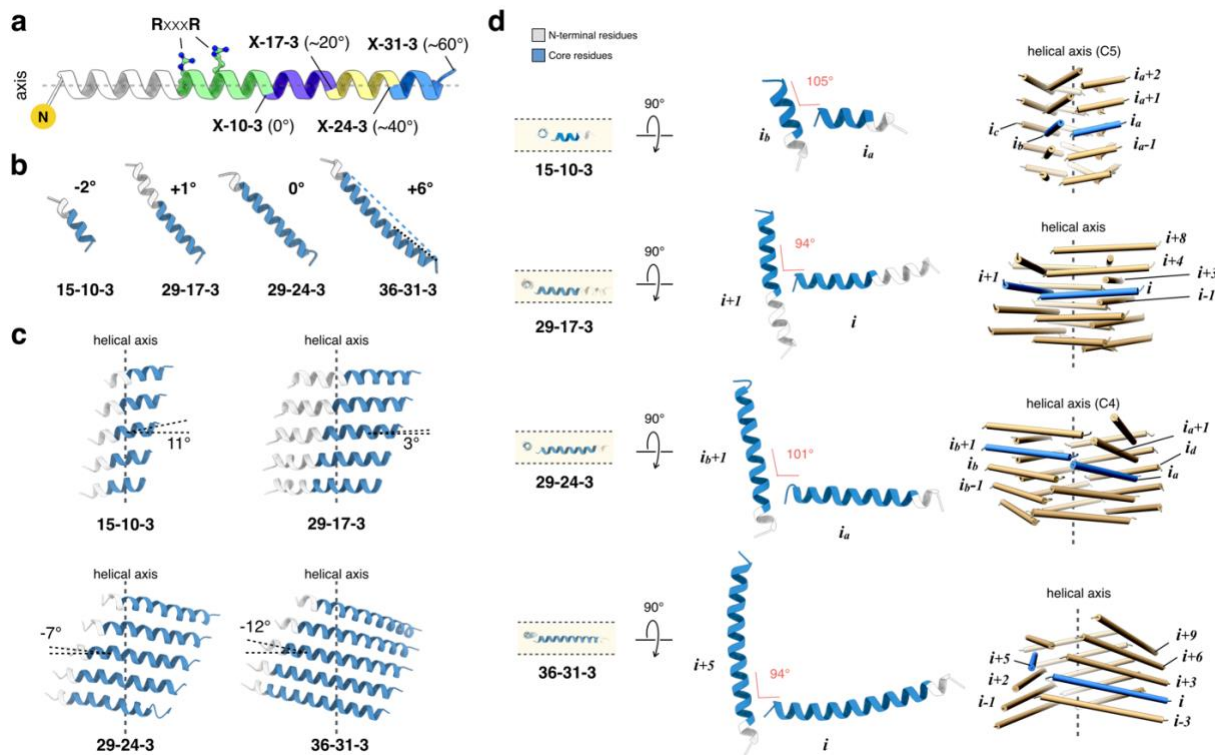 a
RxxxR
X-17-3 (~20°)
X-31-3 (~60°)
axis
N
X-10-3 (0°)
X-24-3 (~40°)
b
-2°
+1°
0°
+6°
15-10-3
29-17-3
29-24-3
36-31-3
c
helical axis
helical axis
11°
3°
15-10-3
29-17-3
helical axis
helical axis
-7°
-12°
29-24-3
36-31-3
d
N-terminal residues
Core residues
90°
15-10-3
105°
ib
ia
helical axis (C5)
ia+2
ia+1
ic
ia
ib
ia-1
90°
29-17-3
94°
i+1
i
helical axis
i+8
i+4
i+1
i+3
i
i-1
90°
29-24-3
101°
ib+1
ia
helical axis (C4)
ia+1
ib+1
id
ib
ia
ib-1
90°
36-31-3
94°
i+5
i
helical axis
i+9
i+5
i+6
i+2
i+3
i-1
i
i-3